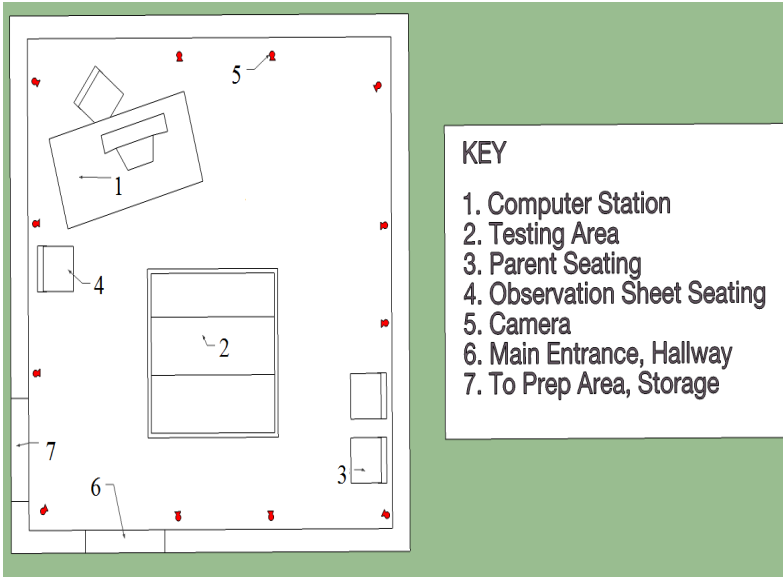 5
1
4
2
3
7
6
KEY
1. Computer Station
2. Testing Area
3. Parent Seating
4. Observation Sheet Seating
5. Camera
6. Main Entrance, Hallway
7. To Prep Area, Storage